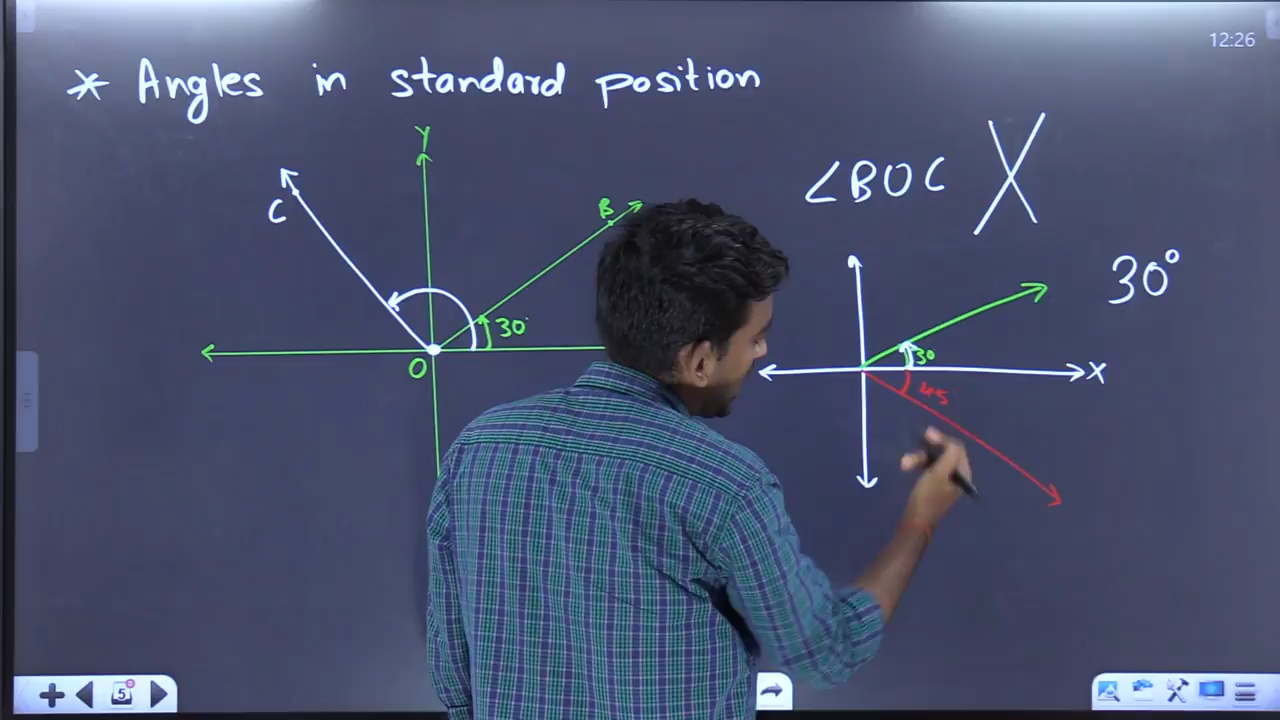 12:26
* Angles in standard position
Y
C
B
30°
O
∠BOC X
30°
30
X
45
5